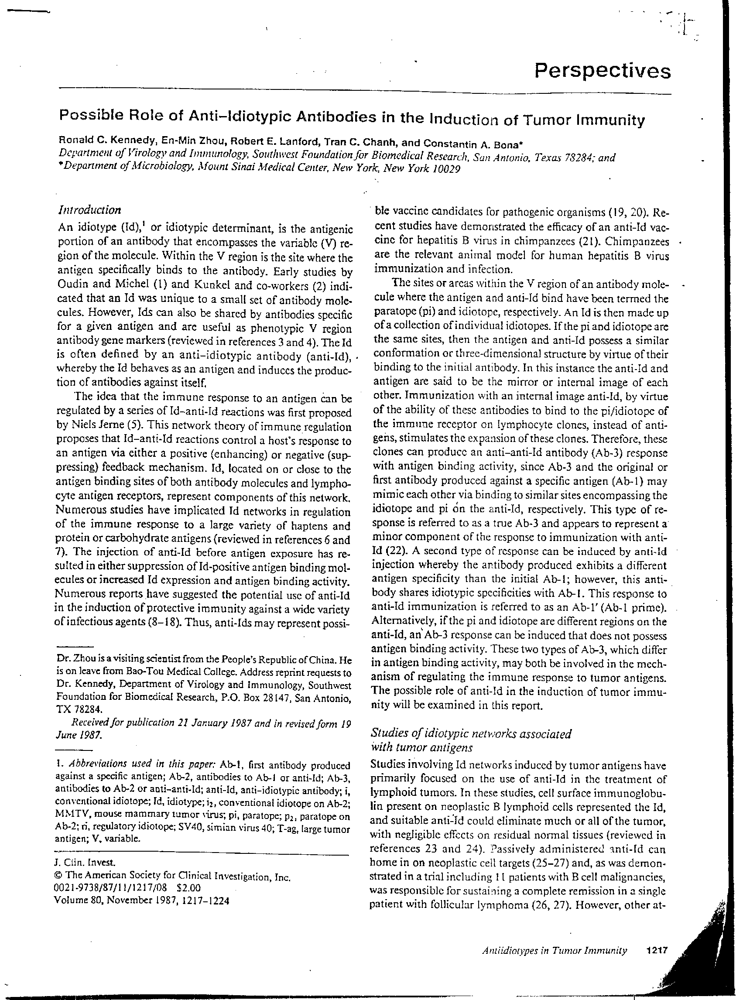 Perspectives
Possible Role of Anti–Idiotypic Antibodies in the Induction of Tumor Immunity
Ronald C. Kennedy, En-Min Zhou, Robert E. Lanford, Tran C. Chanh, and Constantin A. Bona*
Department of Virology and Immunology, Southwest Foundation for Biomedical Research, San Antonio, Texas 78284; and
*Department of Microbiology, Mount Sinai Medical Center, New York, New York 10029
Introduction
An idiotype (Id),¹ or idiotypic determinant, is the antigenic
portion of an antibody that encompasses the variable (V) re-
gion of the molecule. Within the V region is the site where the
antigen specifically binds to the antibody. Early studies by
Oudin and Michel (1) and Kunkel and co-workers (2) indi-
cated that an Id was unique to a small set of antibody mole-
cules. However, Ids can also be shared by antibodies specific
for a given antigen and are useful as phenotypic V region
antibody gene markers (reviewed in references 3 and 4). The Id
is often defined by an anti–idiotypic antibody (anti-Id),
whereby the Id behaves as an antigen and induces the produc-
tion of antibodies against itself.
The idea that the immune response to an antigen can be
regulated by a series of Id–anti-Id reactions was first proposed
by Niels Jerne (5). This network theory of immune regulation
proposes that Id–anti-Id reactions control a host's response to
an antigen via either a positive (enhancing) or negative (sup-
pressing) feedback mechanism. Id, located on or close to the
antigen binding sites of both antibody molecules and lympho-
cyte antigen receptors, represent components of this network.
Numerous studies have implicated Id networks in regulation
of the immune response to a large variety of haptens and
protein or carbohydrate antigens (reviewed in references 6 and
7). The injection of anti-Id before antigen exposure has re-
sulted in either suppression of Id-positive antigen binding mol-
ecules or increased Id expression and antigen binding activity.
Numerous reports have suggested the potential use of anti-Id
in the induction of protective immunity against a wide variety
of infectious agents (8–18). Thus, anti-Ids may represent possi-
Dr. Zhou is a visiting scientist from the People's Republic of China. He
is on leave from Bao-Tou Medical College. Address reprint requests to
Dr. Kennedy, Department of Virology and Immunology, Southwest
Foundation for Biomedical Research, P.O. Box 28147, San Antonio,
TX 78284.
Received for publication 21 January 1987 and in revised form 19
June 1987.
1. Abbreviations used in this paper: Ab-1, first antibody produced
against a specific antigen; Ab-2, antibodies to Ab-1 or anti-Id; Ab-3,
antibodies to Ab-2 or anti–anti-Id; anti-Id, anti–idiotypic antibody; i,
conventional idiotope; Id, idiotype; i₂, conventional idiotope on Ab-2;
MMTV, mouse mammary tumor virus; pi, paratope; p₂, paratope on
Ab-2; ri, regulatory idiotope; SV40, simian virus 40; T-ag, large tumor
antigen; V, variable.
J. Clin. Invest.
© The American Society for Clinical Investigation, Inc.
0021-9738/87/11/1217/08 $2.00
Volume 80, November 1987, 1217–1224
ble vaccine candidates for pathogenic organisms (19, 20). Re-
cent studies have demonstrated the efficacy of an anti-Id vac-
cine for hepatitis B virus in chimpanzees (21). Chimpanzees
are the relevant animal model for human hepatitis B virus
immunization and infection.
The sites or areas within the V region of an antibody mole-
cule where the antigen and anti-Id bind have been termed the
paratope (pi) and idiotope, respectively. An Id is then made up
of a collection of individual idiotopes. If the pi and idiotope are
the same sites, then the antigen and anti-Id possess a similar
conformation or three-dimensional structure by virtue of their
binding to the initial antibody. In this instance the anti-Id and
antigen are said to be the mirror or internal image of each
other. Immunization with an internal image anti-Id, by virtue
of the ability of these antibodies to bind to the pi/idiotope of
the immune receptor on lymphocyte clones, instead of anti-
gens, stimulates the expansion of these clones. Therefore, these
clones can produce an anti–anti-Id antibody (Ab-3) response
with antigen binding activity, since Ab-3 and the original or
first antibody produced against a specific antigen (Ab-1) may
mimic each other via binding to similar sites encompassing the
idiotope and pi on the anti-Id, respectively. This type of re-
sponse is referred to as a true Ab-3 and appears to represent a
minor component of the response to immunization with anti-
Id (22). A second type of response can be induced by anti-Id
injection whereby the antibody produced exhibits a different
antigen specificity than the initial Ab-1; however, this anti-
body shares idiotypic specificities with Ab-1. This response to
anti-Id immunization is referred to as an Ab-1' (Ab-1 prime).
Alternatively, if the pi and idiotope are different regions on the
anti-Id, an Ab-3 response can be induced that does not possess
antigen binding activity. These two types of Ab-3, which differ
in antigen binding activity, may both be involved in the mech-
anism of regulating the immune response to tumor antigens.
The possible role of anti-Id in the induction of tumor immu-
nity will be examined in this report.
Studies of idiotypic networks associated
with tumor antigens
Studies involving Id networks induced by tumor antigens have
primarily focused on the use of anti-Id in the treatment of
lymphoid tumors. In these studies, cell surface immunoglobu-
lin present on neoplastic B lymphoid cells represented the Id,
and suitable anti-Id could eliminate much or all of the tumor,
with negligible effects on residual normal tissues (reviewed in
references 23 and 24). Passively administered anti-Id can
home in on neoplastic cell targets (25–27) and, as was demon-
strated in a trial including 11 patients with B cell malignancies,
was responsible for sustaining a complete remission in a single
patient with follicular lymphoma (26, 27). However, other at-
Antiidiotypes in Tumor Immunity 1217